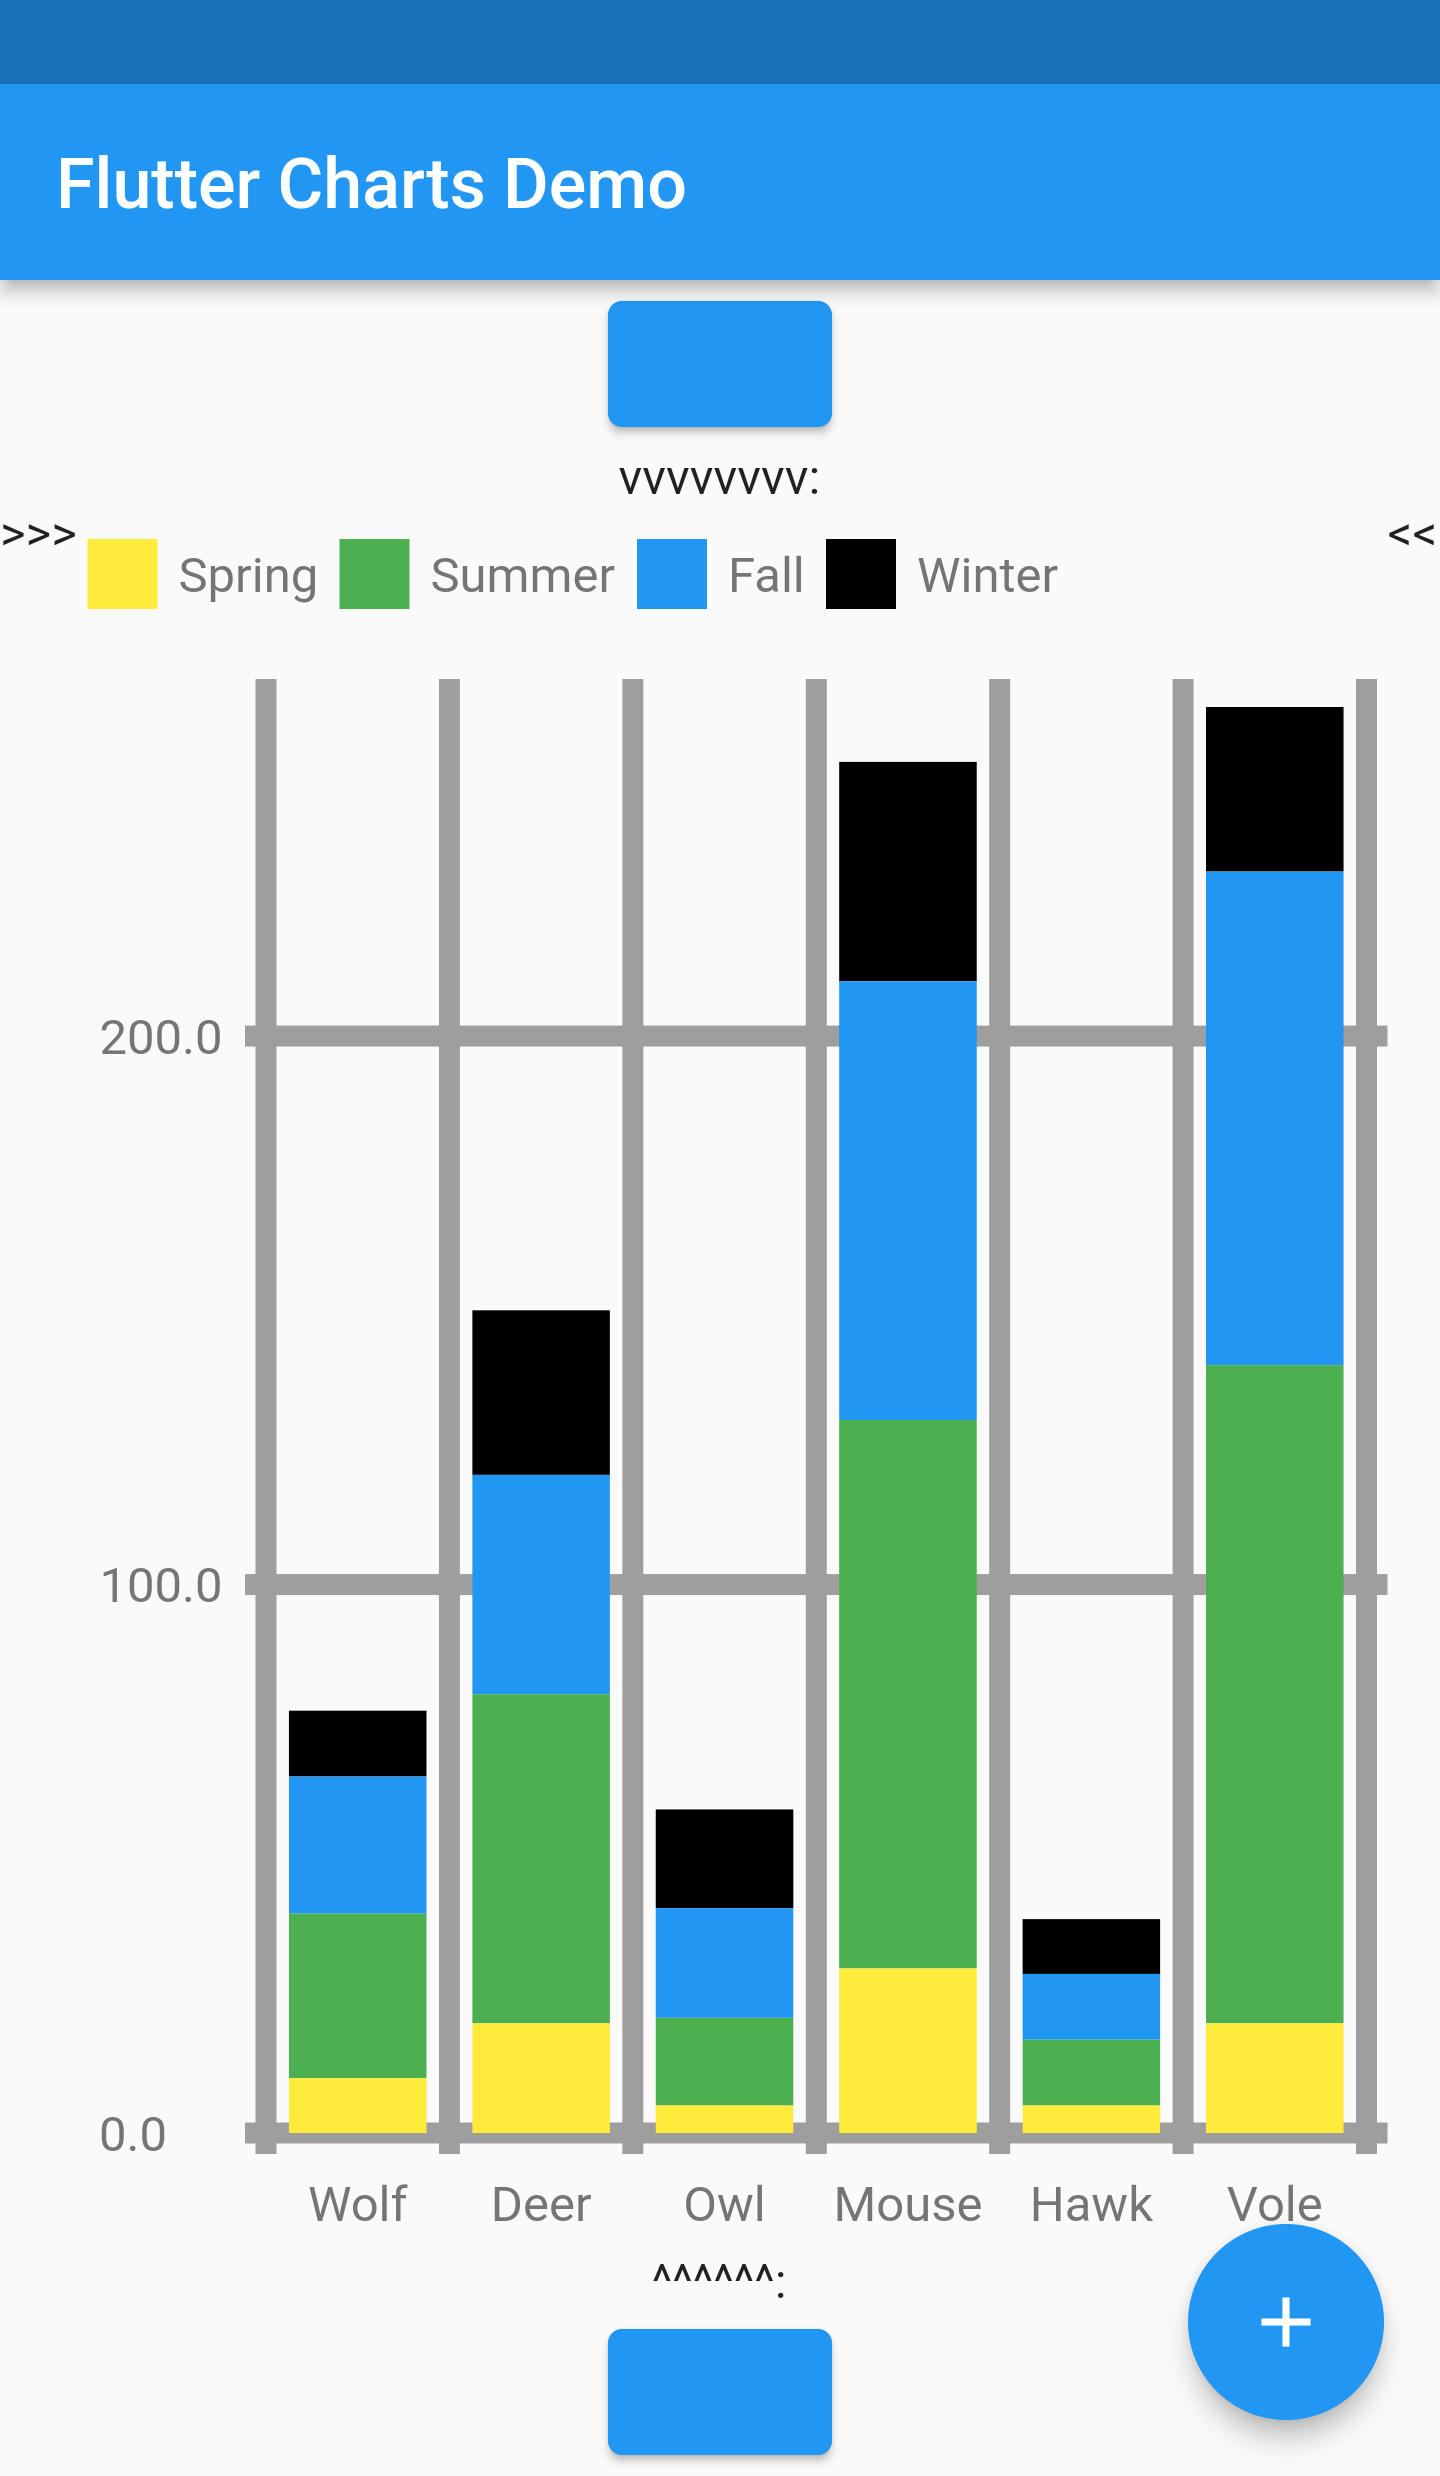 Flutter Charts Demo
vvvvvvvv:
>>> <<
Spring Summer Fall Winter
200.0
100.0
0.0
Wolf Deer Owl Mouse Hawk Vole
^^^^^^:
+